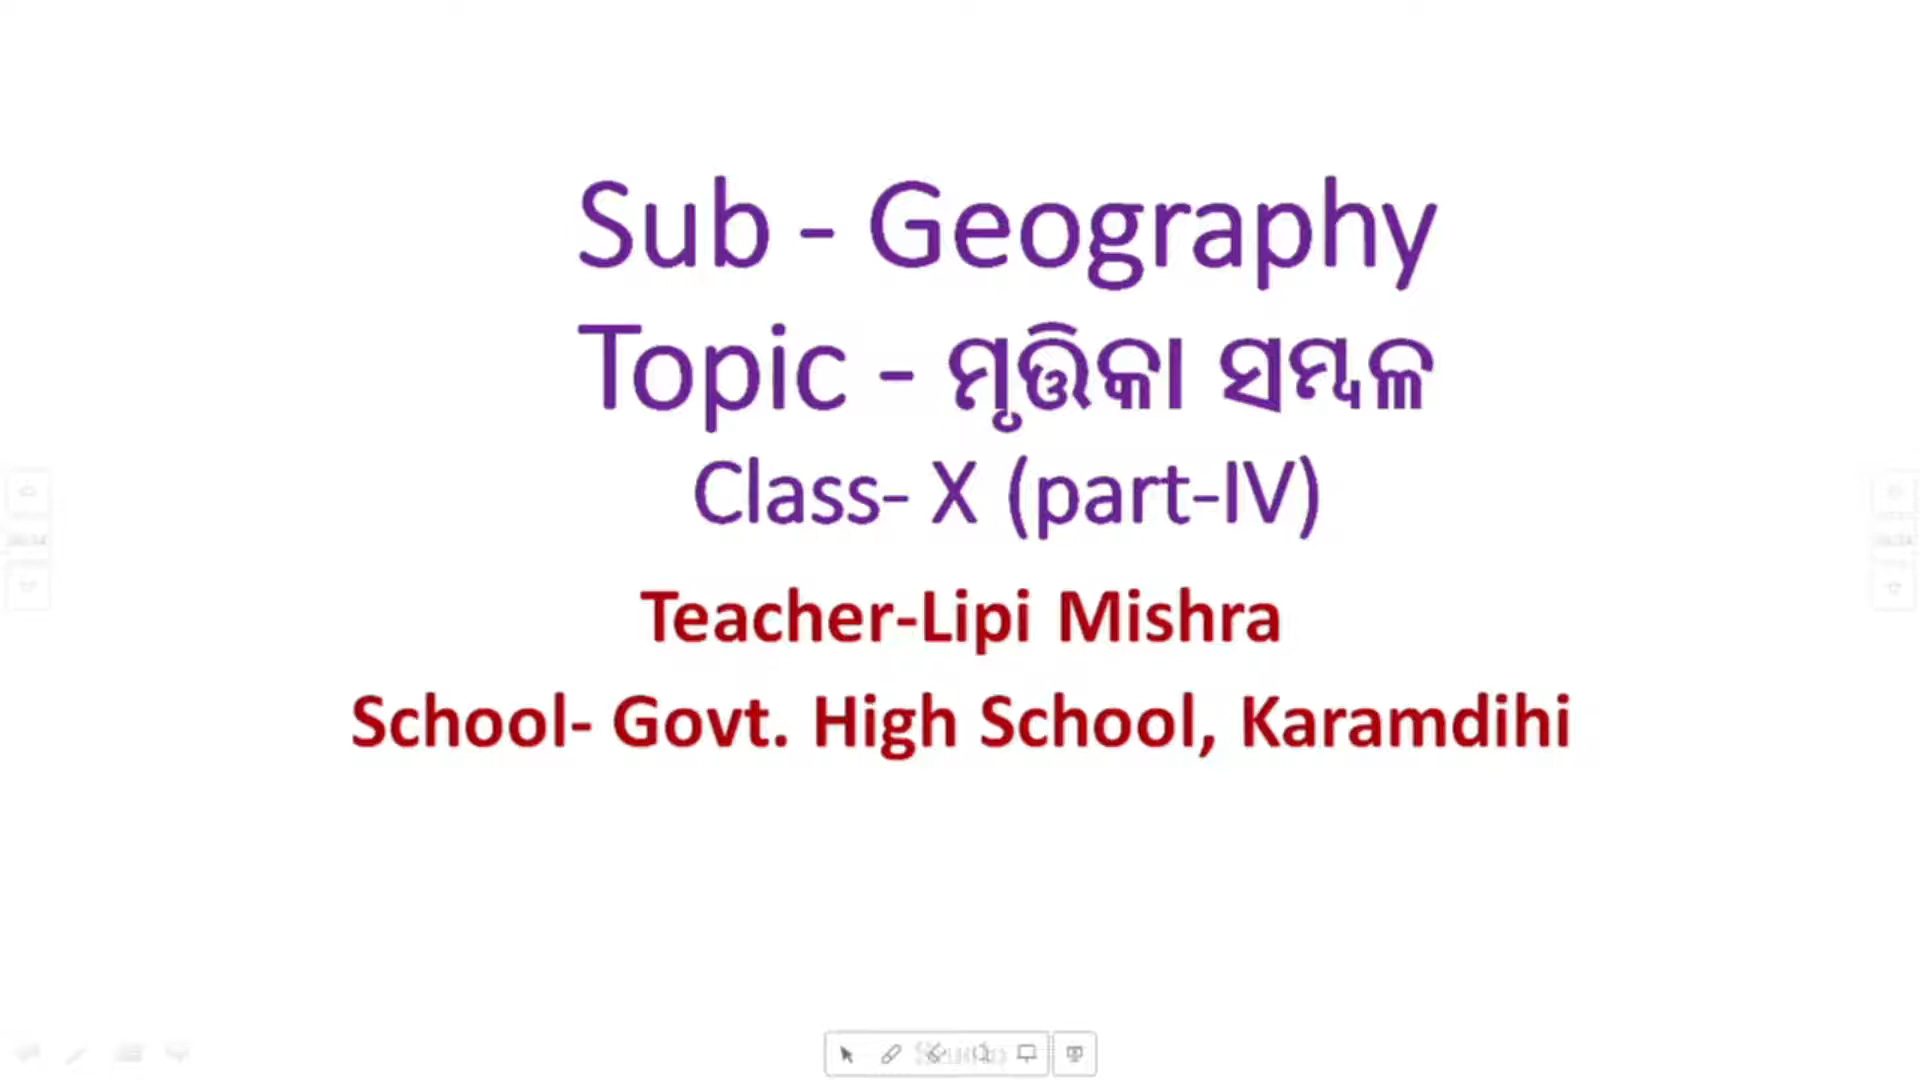 Sub - Geography
Topic - ମୃତ୍ତିକା ସମ୍ବଳ
Class- X (part-IV)
Teacher-Lipi Mishra
School- Govt. High School, Karamdihi